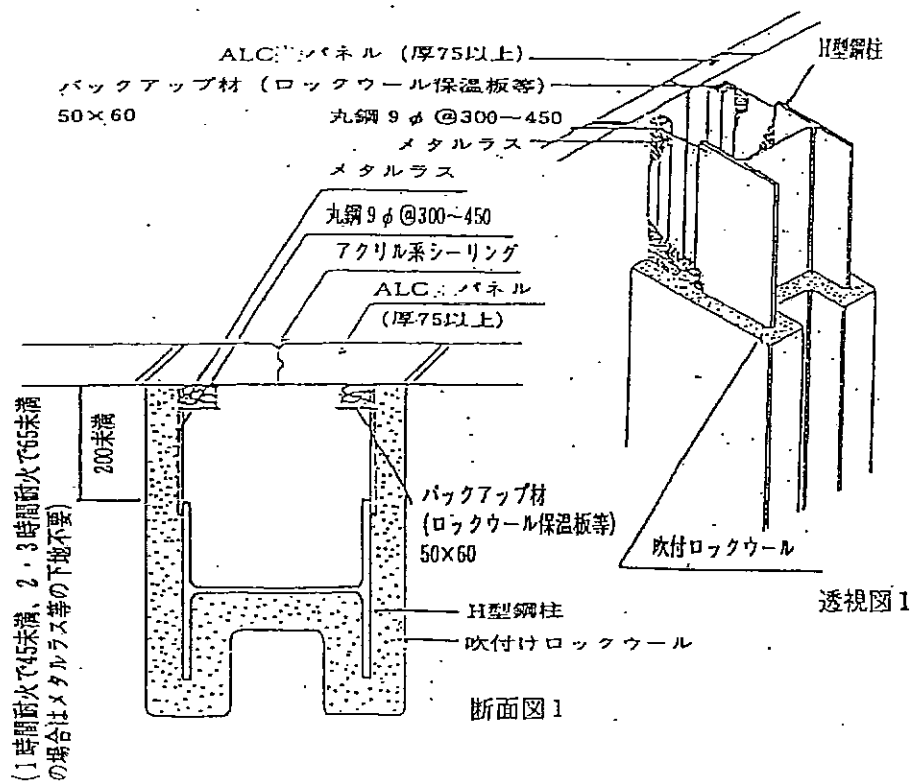 ALCパネル (厚75以上)
バックアップ材 (ロックウール保温板等)
50×60
丸鋼 9 φ @300～450
メタルラス
H型鋼柱
メタルラス
丸鋼 9 φ @300～450
アクリル系シーリング
ALCパネル
(厚75以上)
200未満
(1時間耐火で45未満、2・3時間耐火で65未満
の場合はメタルラス等の下地不要)
バックアップ材
(ロックウール保温板等)
50×60
H型鋼柱
吹付けロックウール
断面図1
吹付ロックウール
透視図1